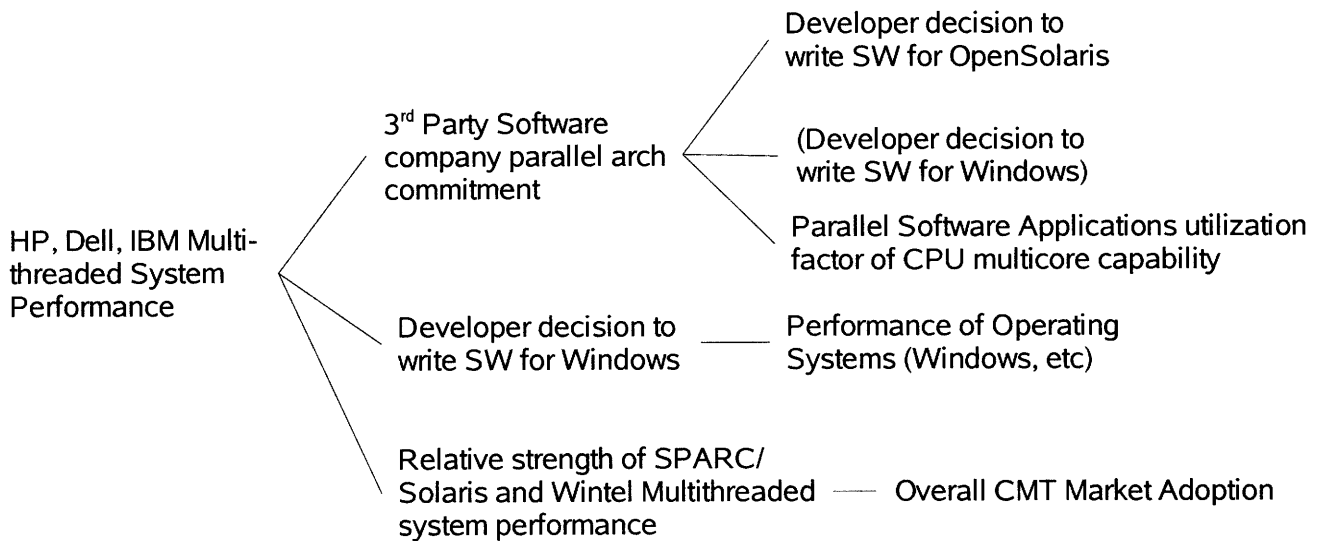 Developer decision to
write SW for OpenSolaris
3rd Party Software
company parallel arch
commitment
(Developer decision to
write SW for Windows)
HP, Dell, IBM Multi-
threaded System
Performance
Parallel Software Applications utilization
factor of CPU multicore capability
Developer decision to
write SW for Windows
Performance of Operating
Systems (Windows, etc)
Relative strength of SPARC/
Solaris and Wintel Multithreaded
system performance
Overall CMT Market Adoption